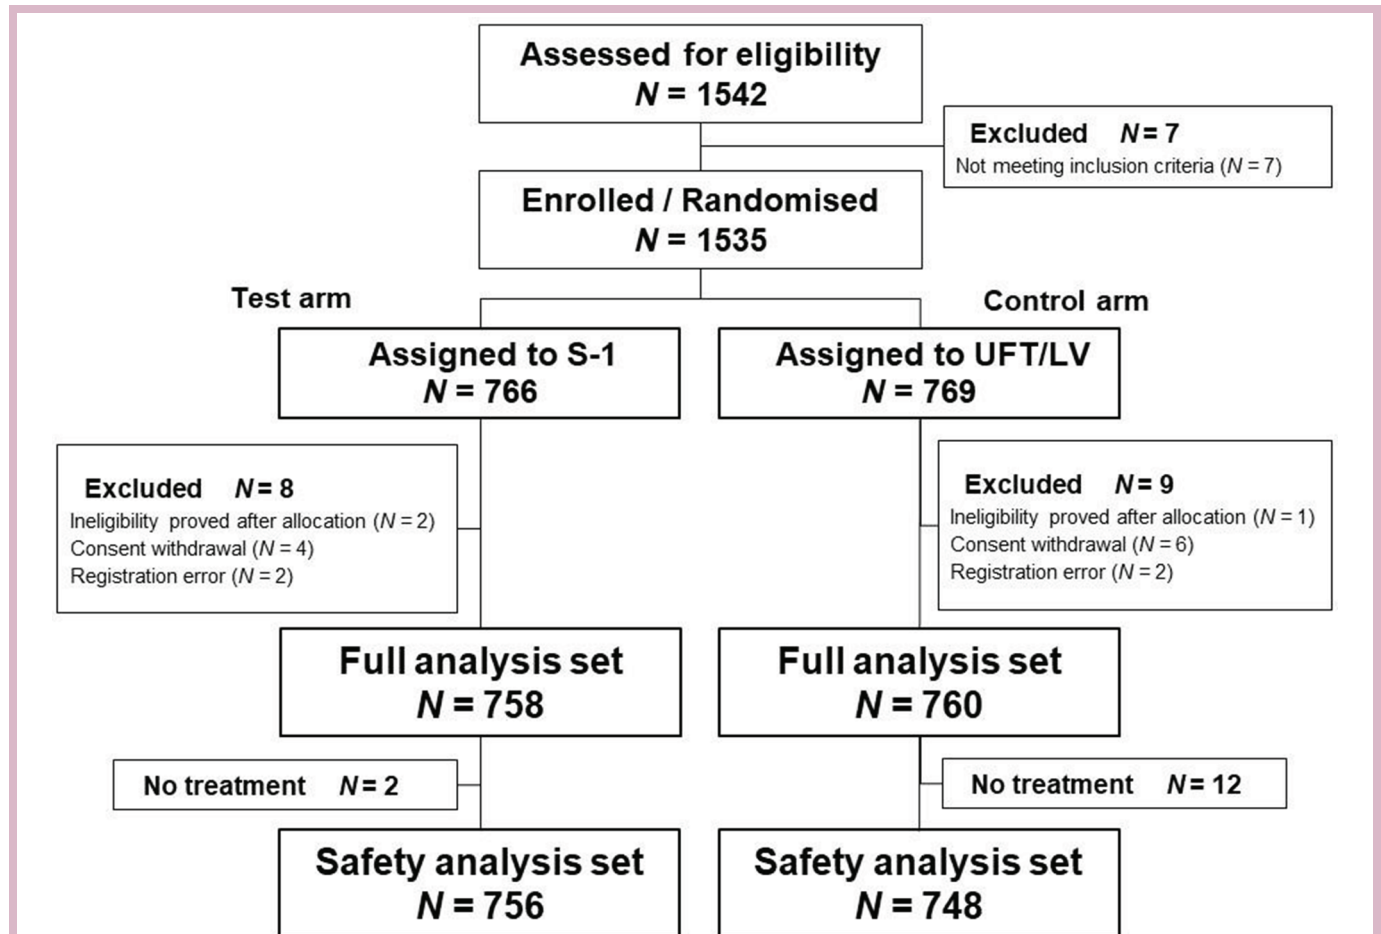 Assessed for eligibility
N = 1542
Excluded N = 7
Not meeting inclusion criteria (N = 7)
Enrolled / Randomised
N = 1535
Test arm
Control arm
Assigned to S-1
N = 766
Assigned to UFT/LV
N = 769
Excluded N = 8
Ineligibility proved after allocation (N = 2)
Consent withdrawal (N = 4)
Registration error (N = 2)
Excluded N = 9
Ineligibility proved after allocation (N = 1)
Consent withdrawal (N = 6)
Registration error (N = 2)
Full analysis set
N = 758
Full analysis set
N = 760
No treatment N = 2
No treatment N = 12
Safety analysis set
N = 756
Safety analysis set
N = 748